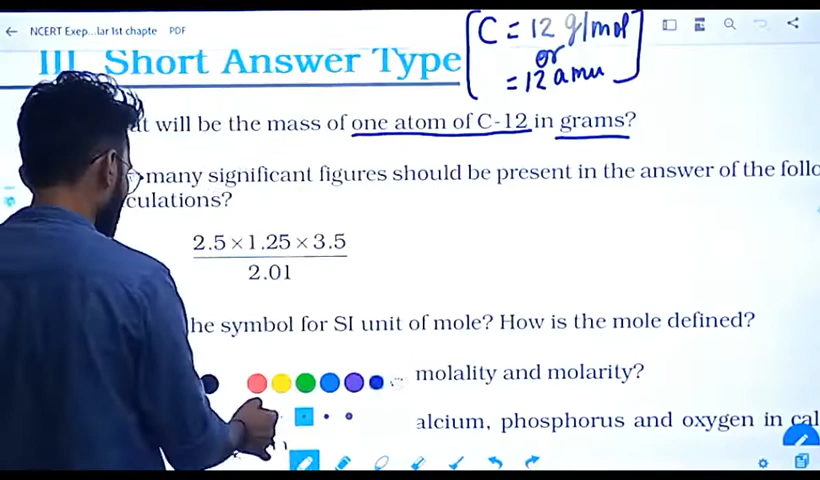 NCERT Exep...lar 1st chapte PDF
[C = 12 g/mol
or
= 12 amu]
III. Short Answer Type
at will be the mass of one atom of C-12 in grams?
many significant figures should be present in the answer of the follo
culations?
2.5 × 1.25 × 3.5
2.01
he symbol for SI unit of mole? How is the mole defined?
molality and molarity?
alcium, phosphorus and oxygen in cal